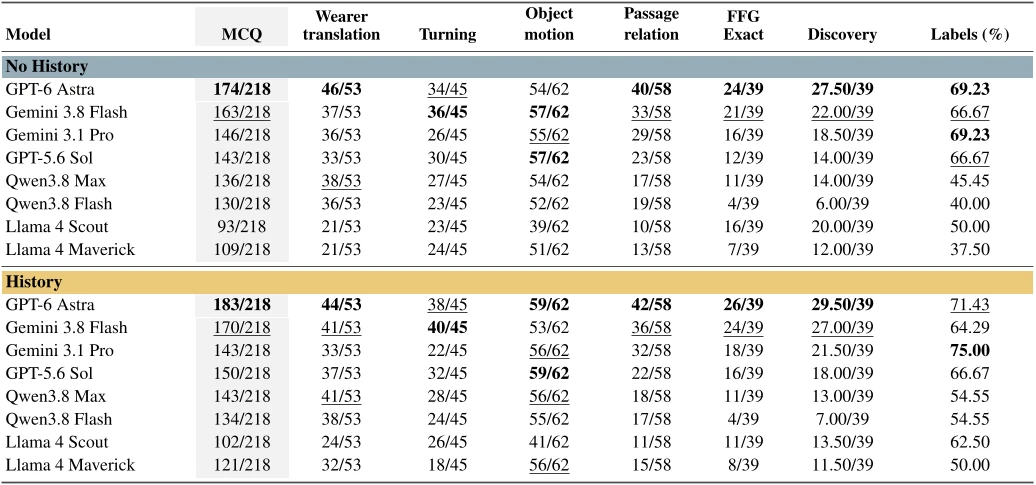 Model MCQ Wearer translation Turning Object motion Passage relation FFG Exact Discovery Labels (%)
No History
GPT-6 Astra 174/218 46/53 34/45 54/62 40/58 24/39 27.50/39 69.23
Gemini 3.8 Flash 163/218 37/53 36/45 57/62 33/58 21/39 22.00/39 66.67
Gemini 3.1 Pro 146/218 36/53 26/45 55/62 29/58 16/39 18.50/39 69.23
GPT-5.6 Sol 143/218 33/53 30/45 57/62 23/58 12/39 14.00/39 66.67
Qwen3.8 Max 136/218 38/53 27/45 54/62 17/58 11/39 14.00/39 45.45
Qwen3.8 Flash 130/218 36/53 23/45 52/62 19/58 4/39 6.00/39 40.00
Llama 4 Scout 93/218 21/53 23/45 39/62 10/58 16/39 20.00/39 50.00
Llama 4 Maverick 109/218 21/53 24/45 51/62 13/58 7/39 12.00/39 37.50
History
GPT-6 Astra 183/218 44/53 38/45 59/62 42/58 26/39 29.50/39 71.43
Gemini 3.8 Flash 170/218 41/53 40/45 53/62 36/58 24/39 27.00/39 64.29
Gemini 3.1 Pro 143/218 33/53 22/45 56/62 32/58 18/39 21.50/39 75.00
GPT-5.6 Sol 150/218 37/53 32/45 59/62 22/58 16/39 18.00/39 66.67
Qwen3.8 Max 143/218 41/53 28/45 56/62 18/58 11/39 13.00/39 54.55
Qwen3.8 Flash 134/218 38/53 24/45 55/62 17/58 4/39 7.00/39 54.55
Llama 4 Scout 102/218 24/53 26/45 41/62 11/58 11/39 13.50/39 62.50
Llama 4 Maverick 121/218 32/53 18/45 56/62 15/58 8/39 11.50/39 50.00